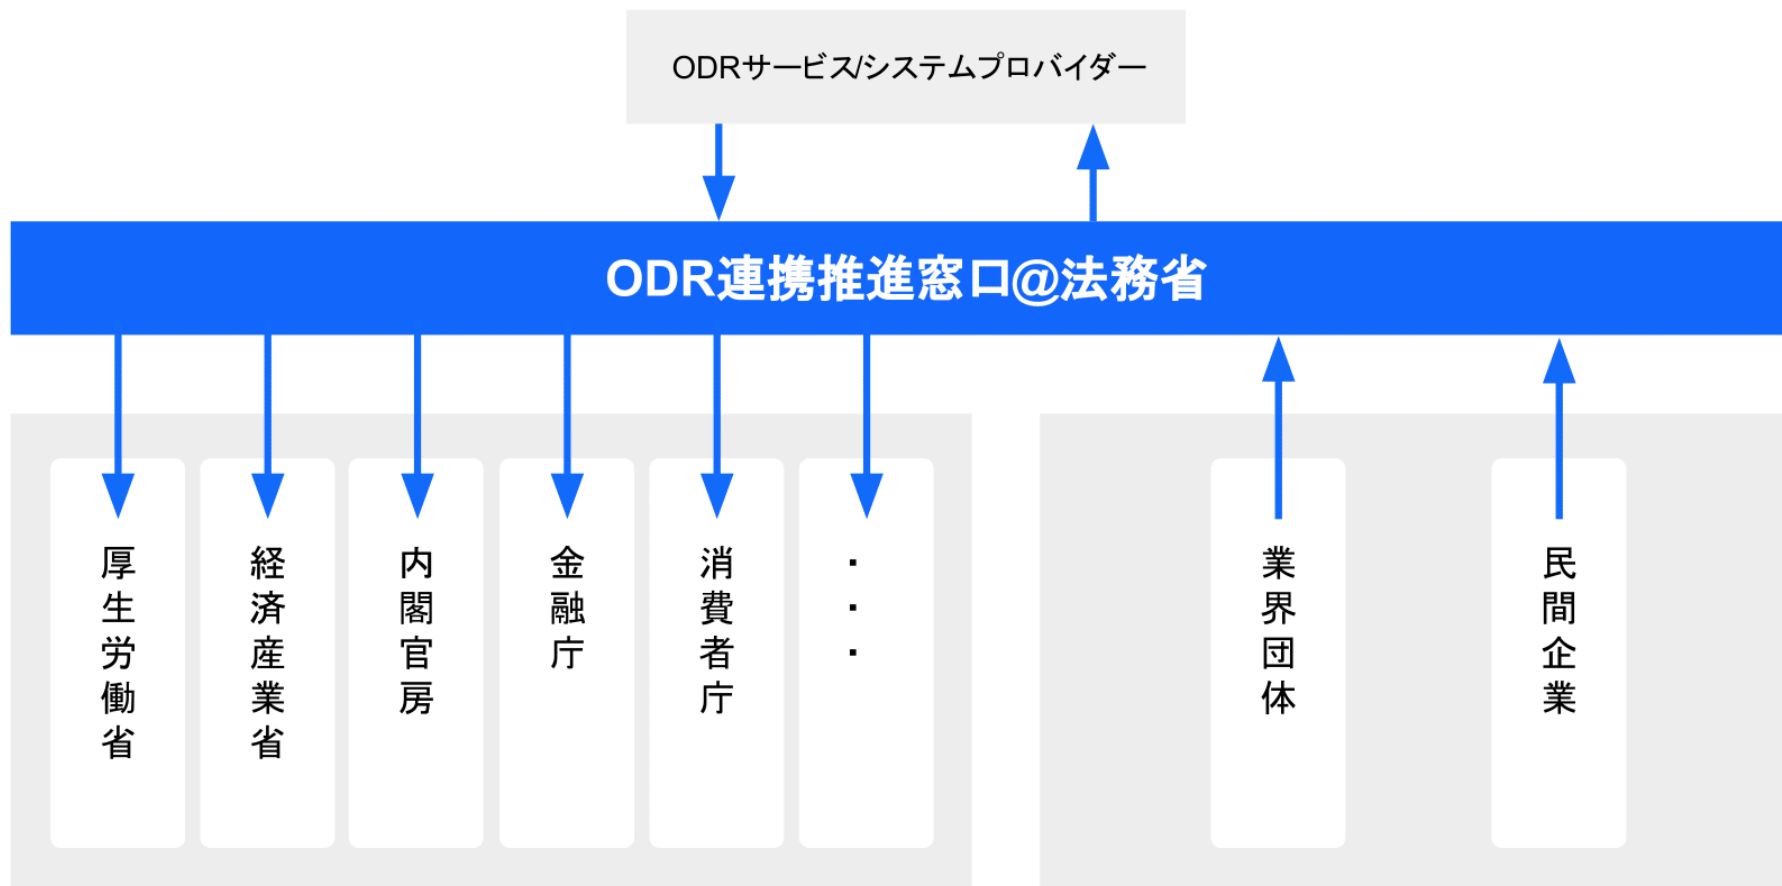 ODRサービス/システムプロバイダー
ODR連携推進窓口@法務省
厚生労働省
経済産業省
内閣官房
金融庁
消費者庁
・・・
業界団体
民間企業